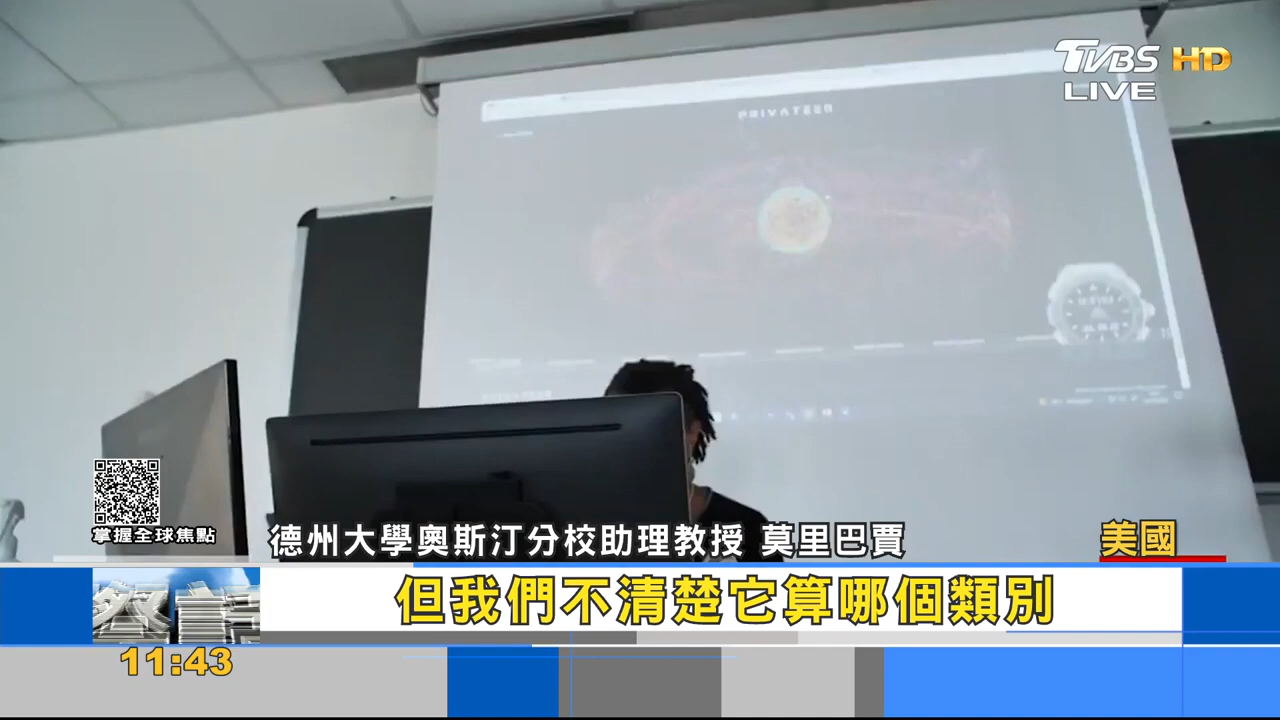 TVBS HD
LIVE
PRIVATEER
掌握全球焦點
德州大學奧斯汀分校助理教授 莫里巴賈
美國
但我們不清楚它算哪個類別
11:43